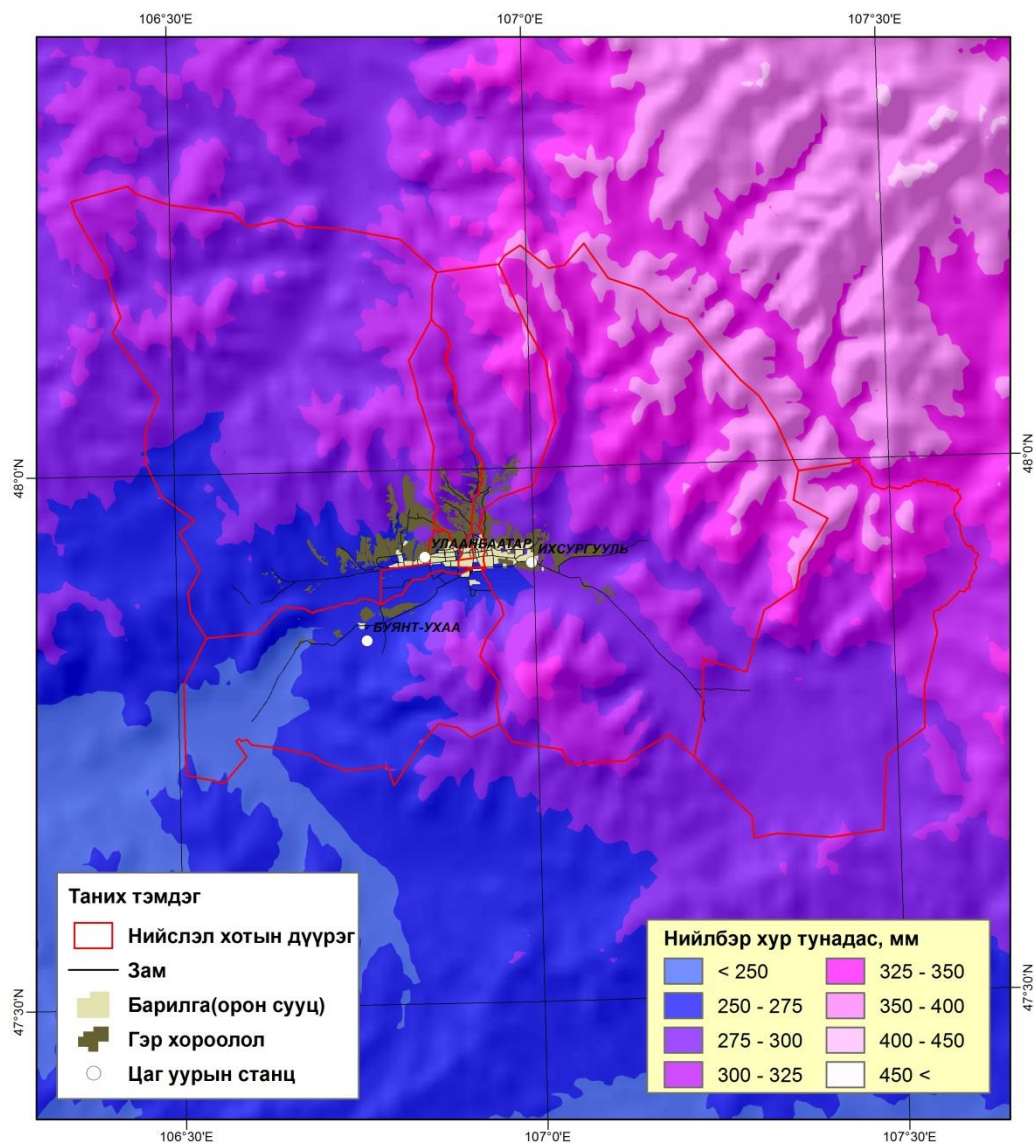 106°30'E
107°0'E
107°30'E
48°0'N
48°0'N
УЛААНБААТАР
ИХСУРГУУЛЬ
БУЯНТ-УХАА
Таних тэмдэг
Нийслэл хотын дүүрэг
Зам
Барилга(орон сууц)
Гэр хороолол
Цаг уурын станц
Нийлбэр хур тунадас, мм
< 250
250 - 275
275 - 300
300 - 325
325 - 350
350 - 400
400 - 450
450 <
47°30'N
47°30'N
106°30'E
107°0'E
107°30'E